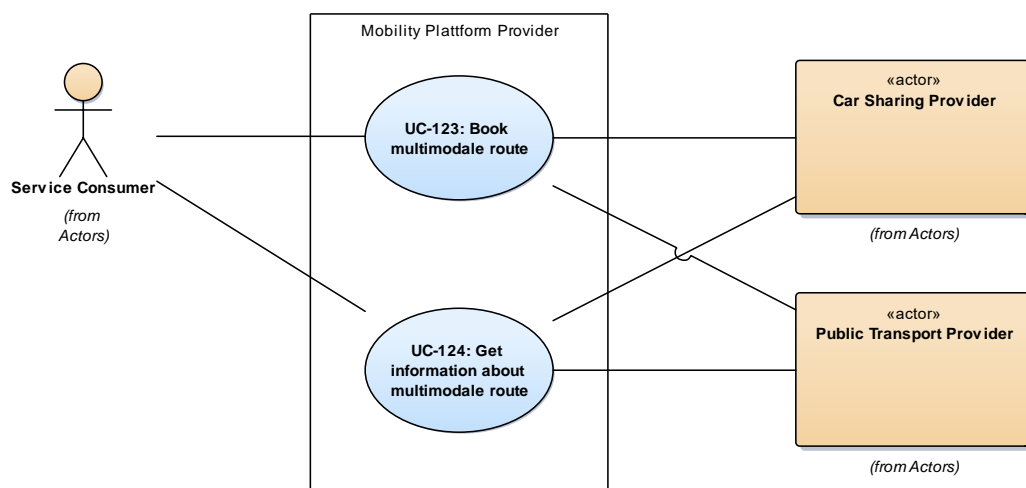 Mobility Plattform Provider
Service Consumer
(from
Actors)
UC-123: Book
multimodale route
UC-124: Get
information about
multimodale route
«actor»
Car Sharing Provider
(from Actors)
«actor»
Public Transport Provider
(from Actors)